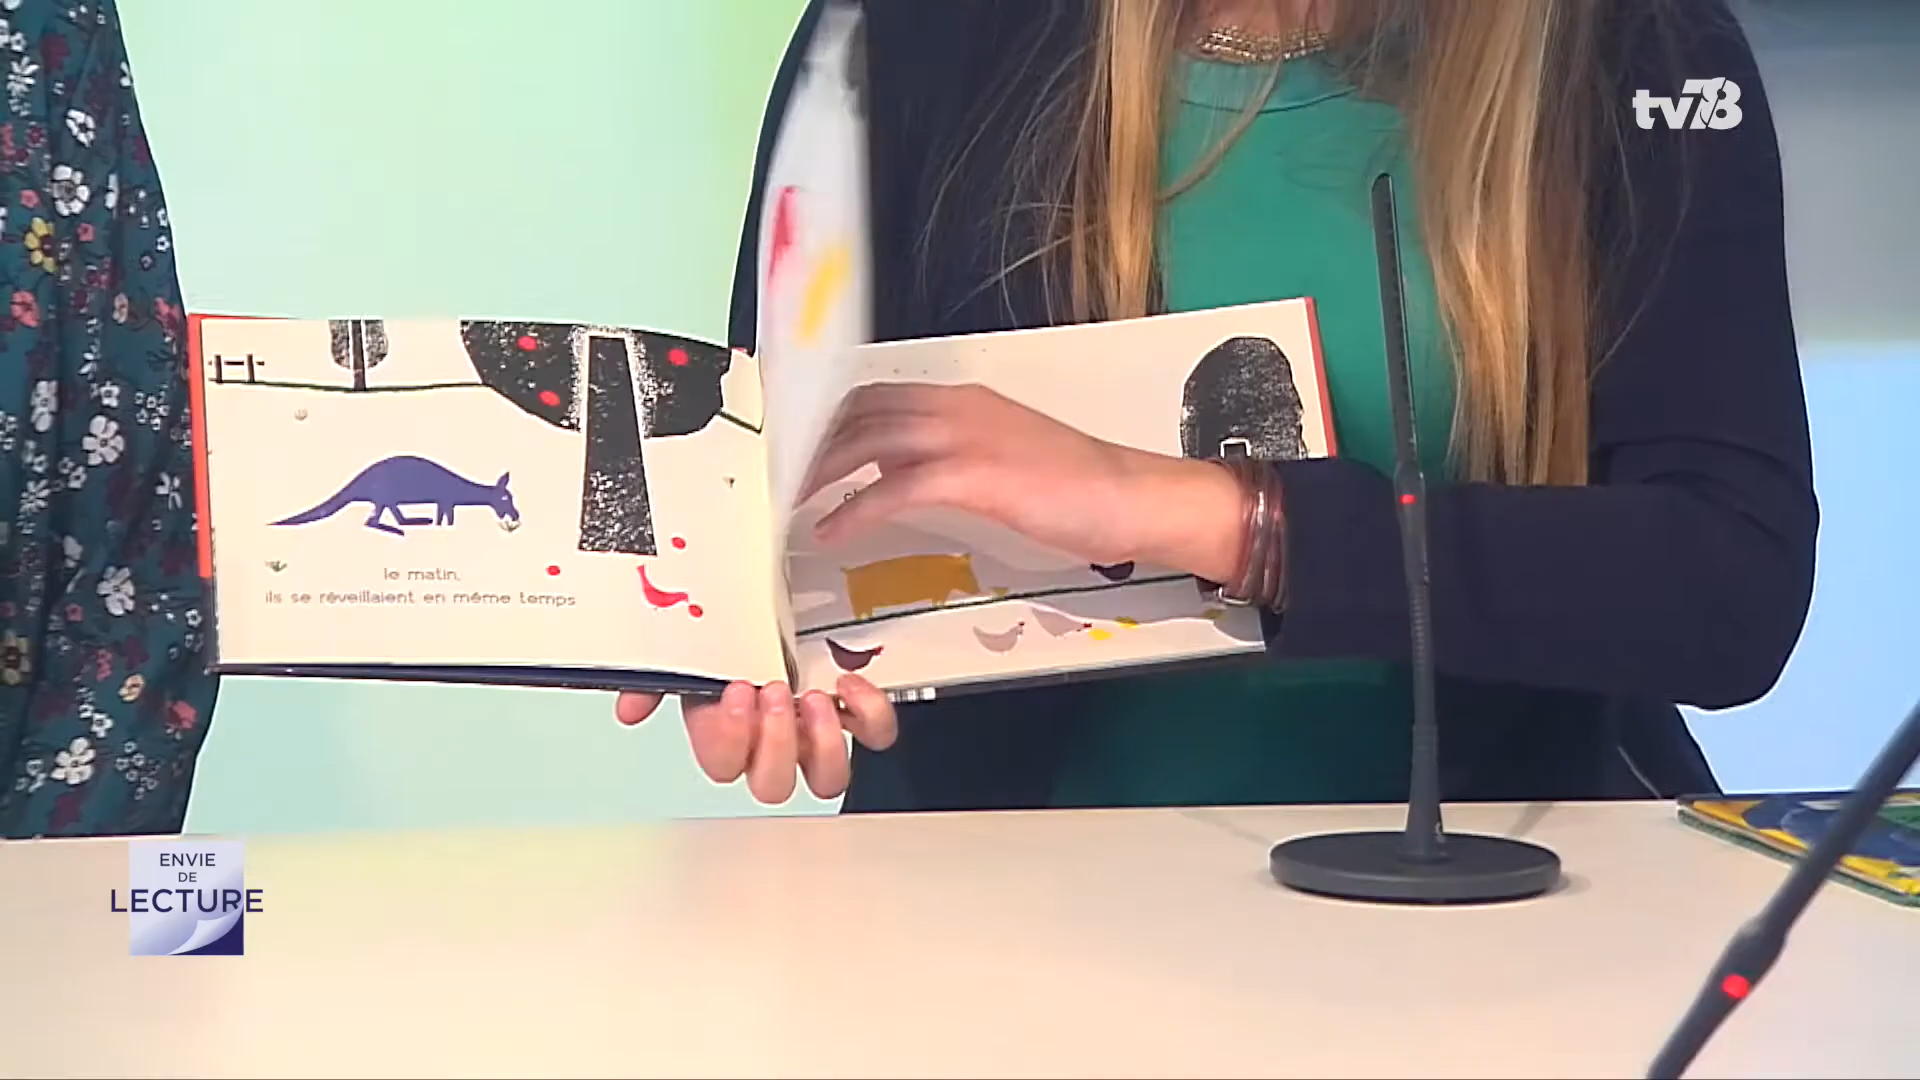 tv78
le matin,
ils se réveillaient en même temps
ENVIE
DE
LECTURE